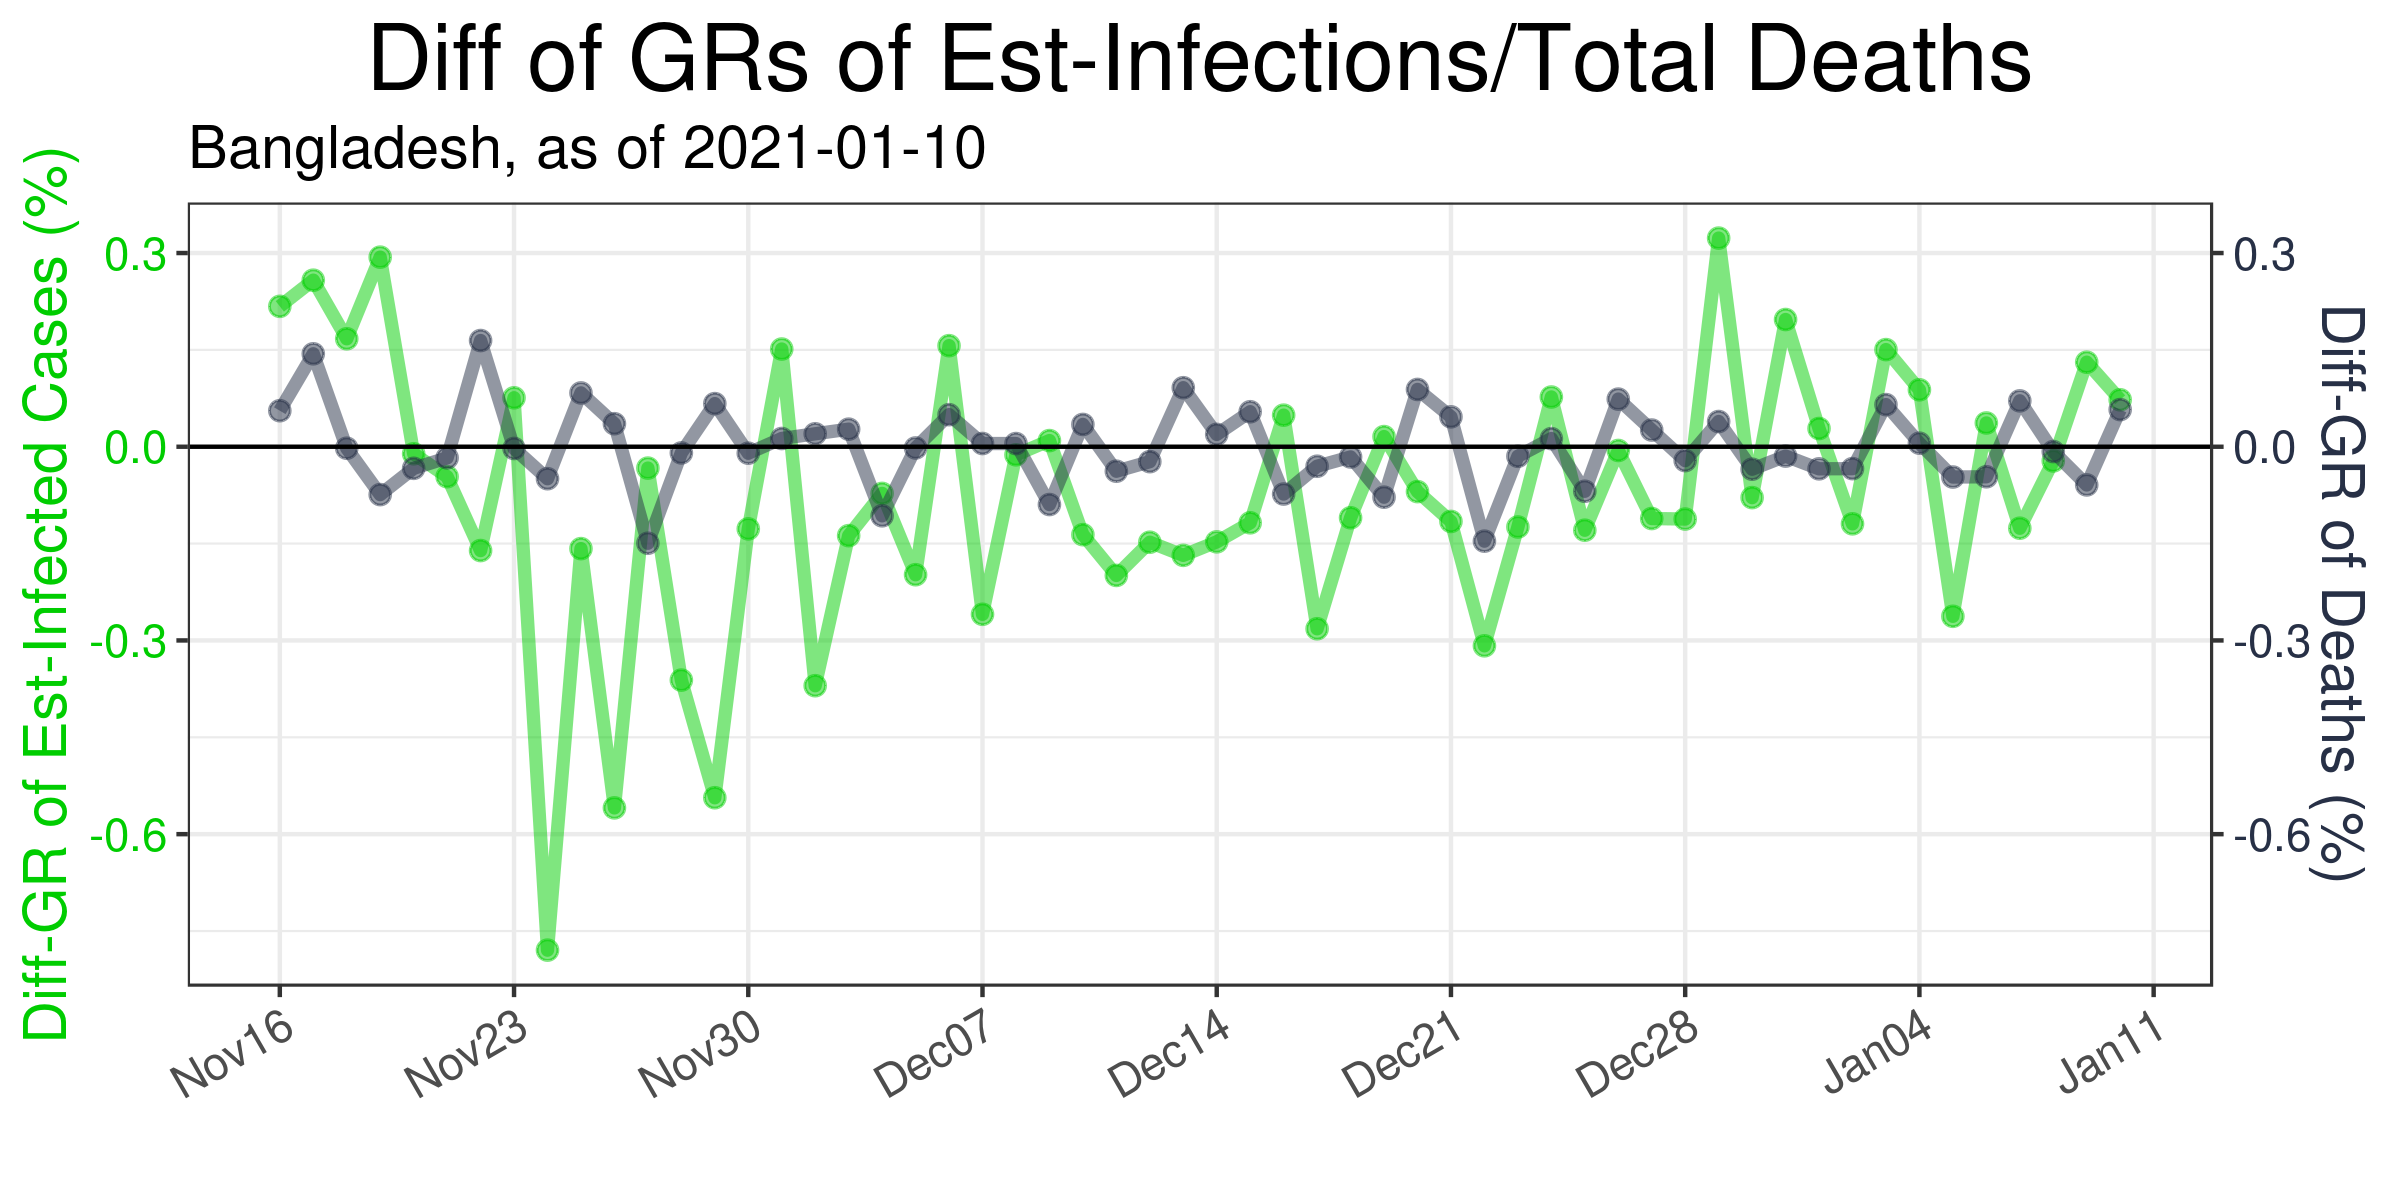 Diff of GRs of Est-Infections/Total Deaths
Bangladesh, as of 2021-01-10
Diff-GR of Est-Infected Cases (%)
0.3
0.0
-0.3
-0.6
0.3
0.0
-0.3
-0.6
Diff-GR of Deaths (%)
Nov16
Nov23
Nov30
Dec07
Dec14
Dec21
Dec28
Jan04
Jan11